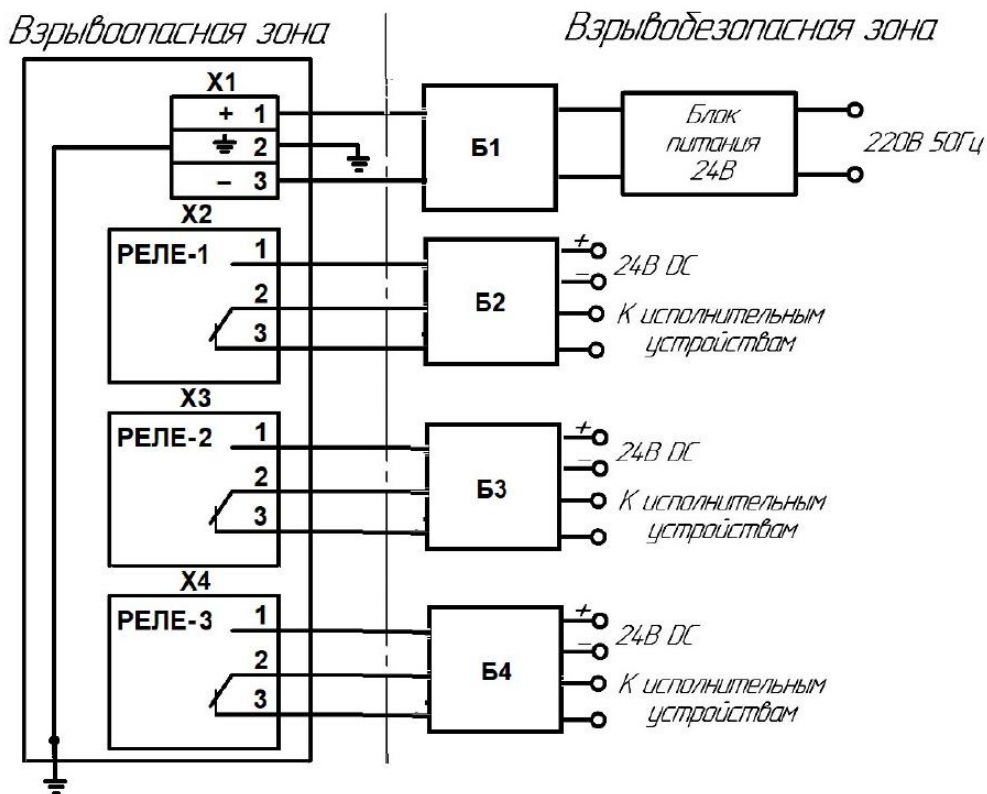 Взрывоопасная зона
Взрывобезопасная зона
X1
+ 1
2
– 3
Б1
Блок
питания
24В
220В 50Гц
X2
РЕЛЕ-1
1
2
3
Б2
+
–
24В DC
К исполнительным
устройствам
X3
РЕЛЕ-2
1
2
3
Б3
+
–
24В DC
К исполнительным
устройствам
X4
РЕЛЕ-3
1
2
3
Б4
+
–
24В DC
К исполнительным
устройствам